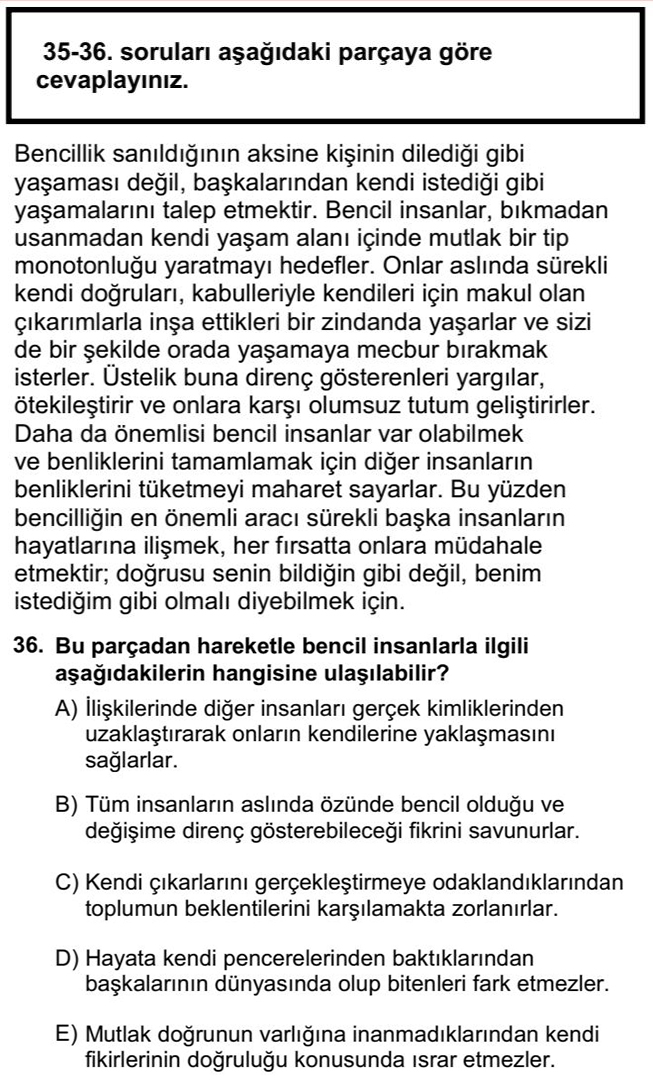 35-36. soruları aşağıdaki parçaya göre
cevaplayınız.
Bencillik sanıldığının aksine kişinin dilediği gibi
yaşaması değil, başkalarından kendi istediği gibi
yaşamalarını talep etmektir. Bencil insanlar, bıkmadan
usanmadan kendi yaşam alanı içinde mutlak bir tip
monotonluğu yaratmayı hedefler. Onlar aslında sürekli
kendi doğruları, kabulleriyle kendileri için makul olan
çıkarımlarla inşa ettikleri bir zindanda yaşarlar ve sizi
de bir şekilde orada yaşamaya mecbur bırakmak
isterler. Üstelik buna direnç gösterenleri yargılar,
ötekileştirir ve onlara karşı olumsuz tutum geliştirirler.
Daha da önemlisi bencil insanlar var olabilmek
ve benliklerini tamamlamak için diğer insanların
benliklerini tüketmeyi maharet sayarlar. Bu yüzden
bencilliğin en önemli aracı sürekli başka insanların
hayatlarına ilişmek, her fırsatta onlara müdahale
etmektir; doğrusu senin bildiğin gibi değil, benim
istediğim gibi olmalı diyebilmek için.
36. Bu parçadan hareketle bencil insanlarla ilgili
aşağıdakilerin hangisine ulaşılabilir?
A) İlişkilerinde diğer insanları gerçek kimliklerinden
uzaklaştırarak onların kendilerine yaklaşmasını
sağlarlar.
B) Tüm insanların aslında özünde bencil olduğu ve
değişime direnç gösterebileceği fikrini savunurlar.
C) Kendi çıkarlarını gerçekleştirmeye odaklandıklarından
toplumun beklentilerini karşılamakta zorlanırlar.
D) Hayata kendi pencerelerinden baktıklarından
başkalarının dünyasında olup bitenleri fark etmezler.
E) Mutlak doğrunun varlığına inanmadıklarından kendi
fikirlerinin doğruluğu konusunda ısrar etmezler.